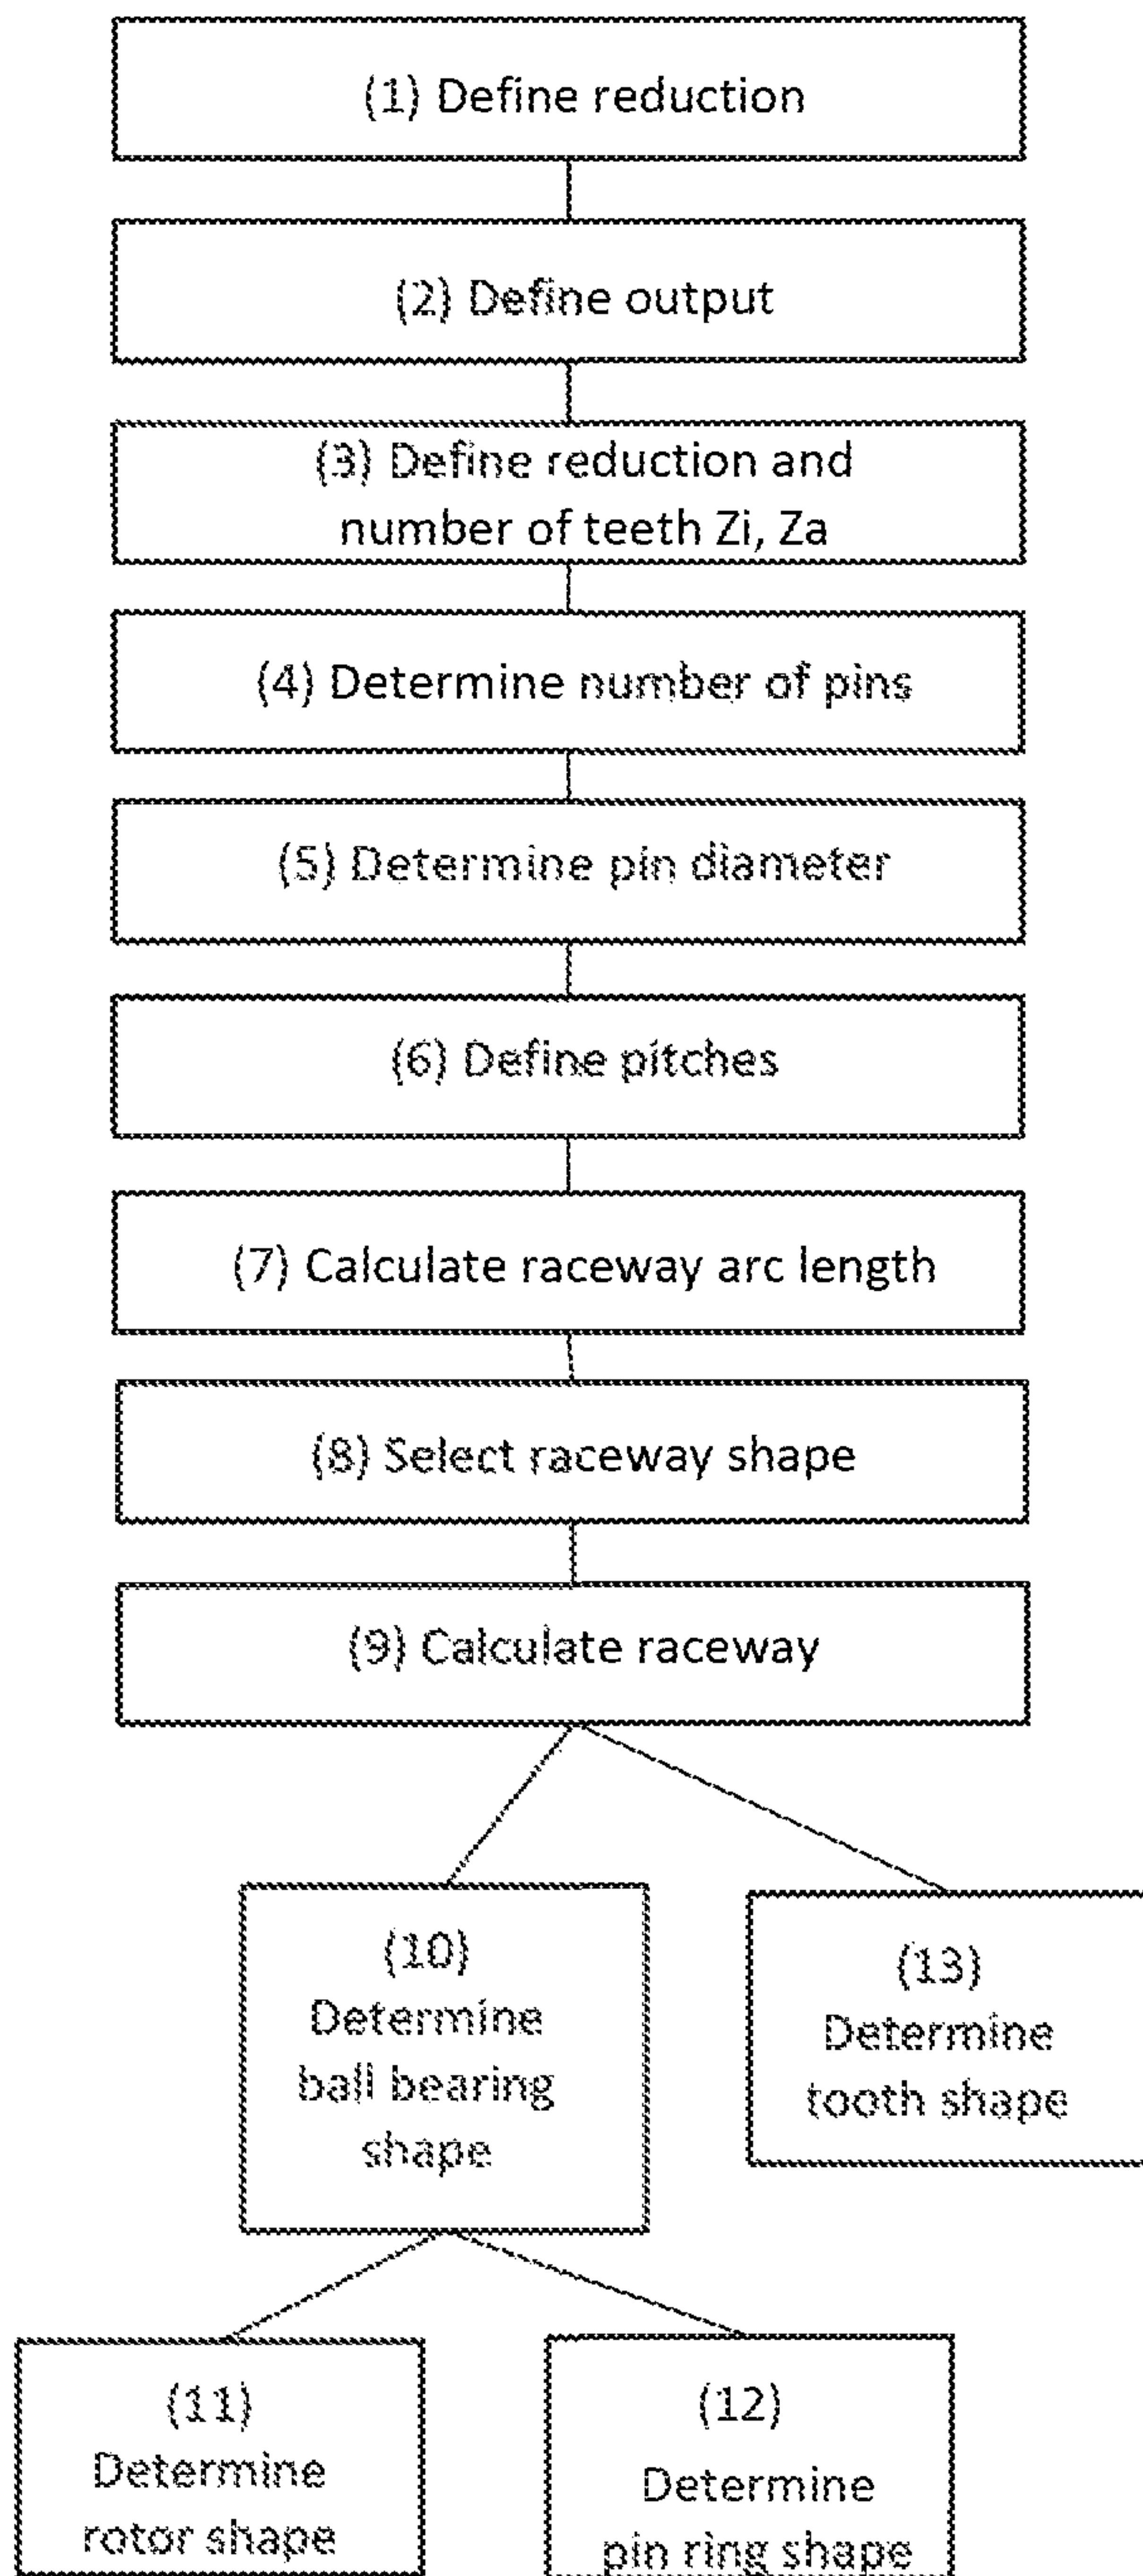 (1) Define reduction
(2) Define output
(3) Define reduction and
number of teeth Zi, Za
(4) Determine number of pins
(5) Determine pin diameter
(6) Define pitches
(7) Calculate raceway arc length
(8) Select raceway shape
(9) Calculate raceway
(10)
Determine
ball bearing
shape
(13)
Determine
tooth shape
(11)
Determine
rotor shape
(12)
Determine
pin ring shape